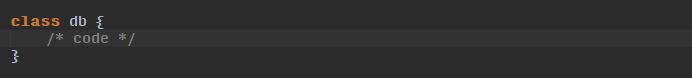 class db {
    /* code */
}